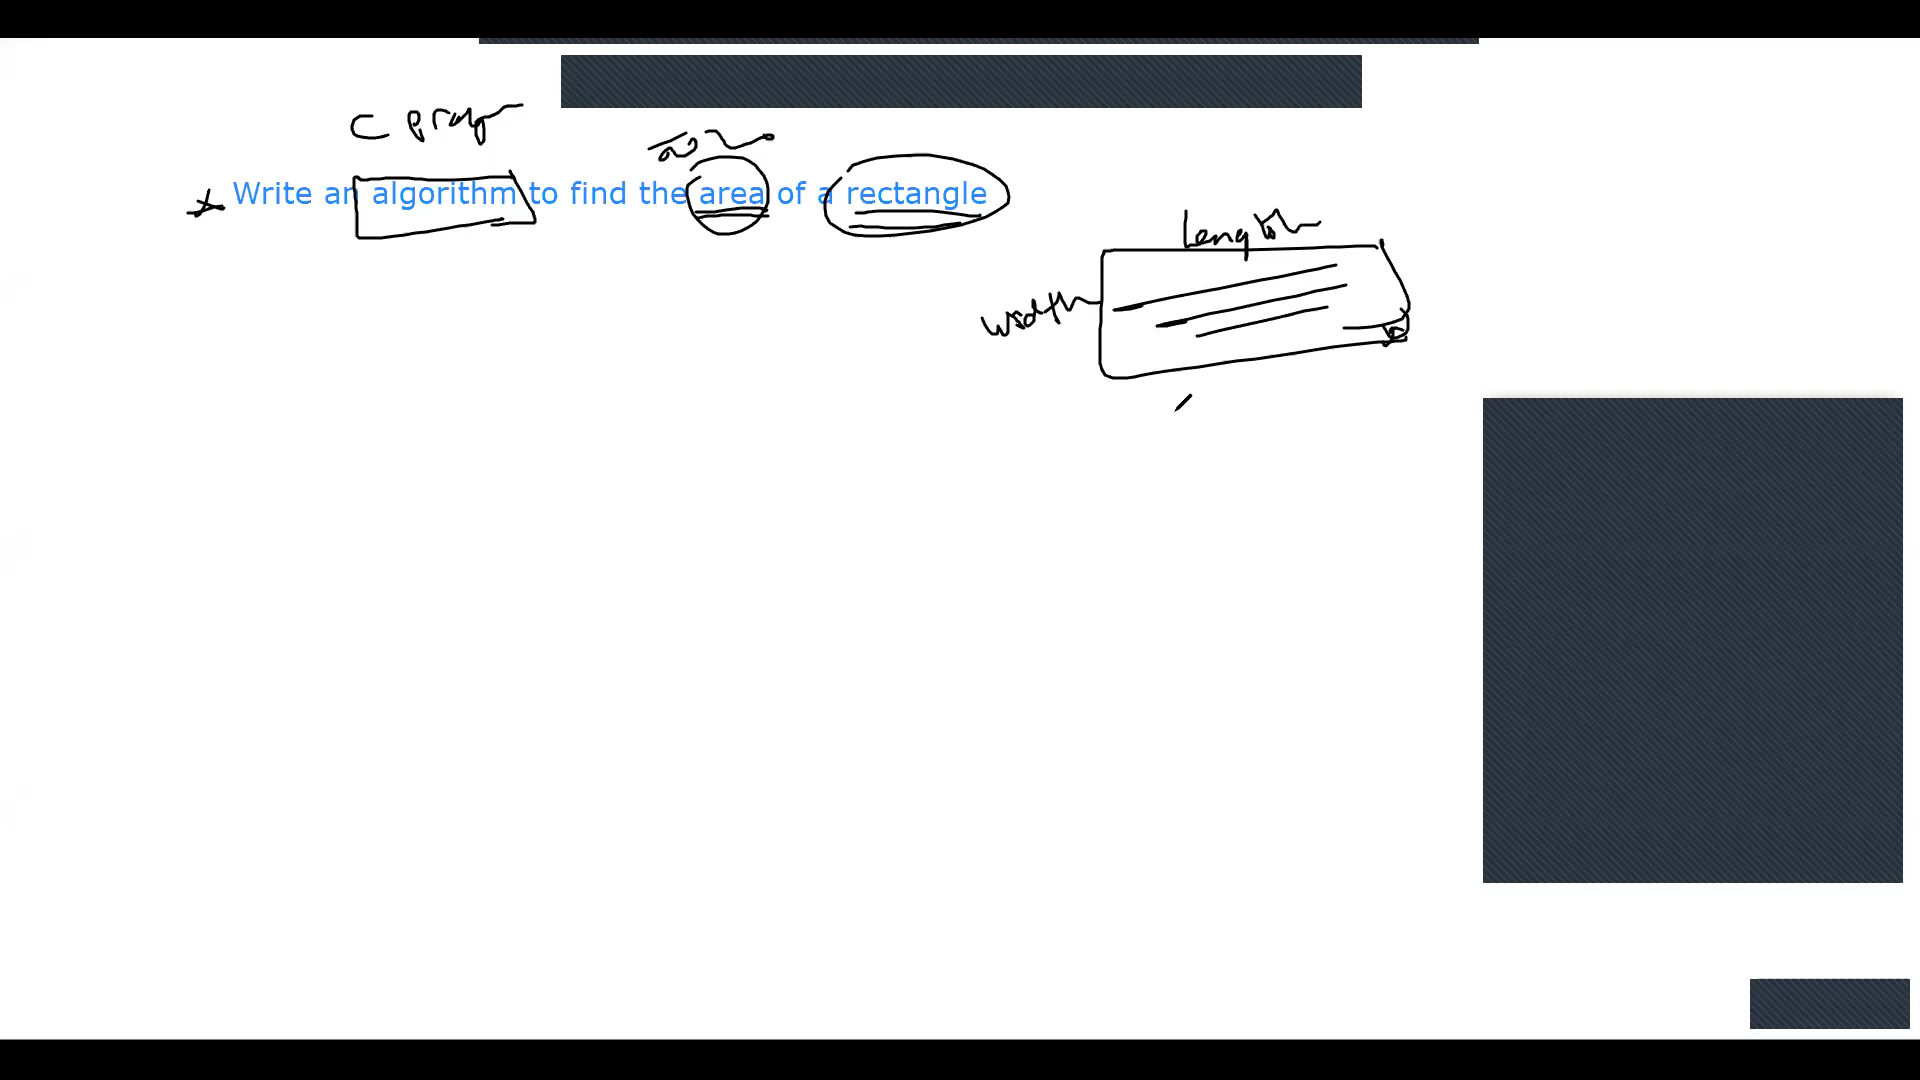 C prog
Write an algorithm to find the area of a rectangle
Length
width